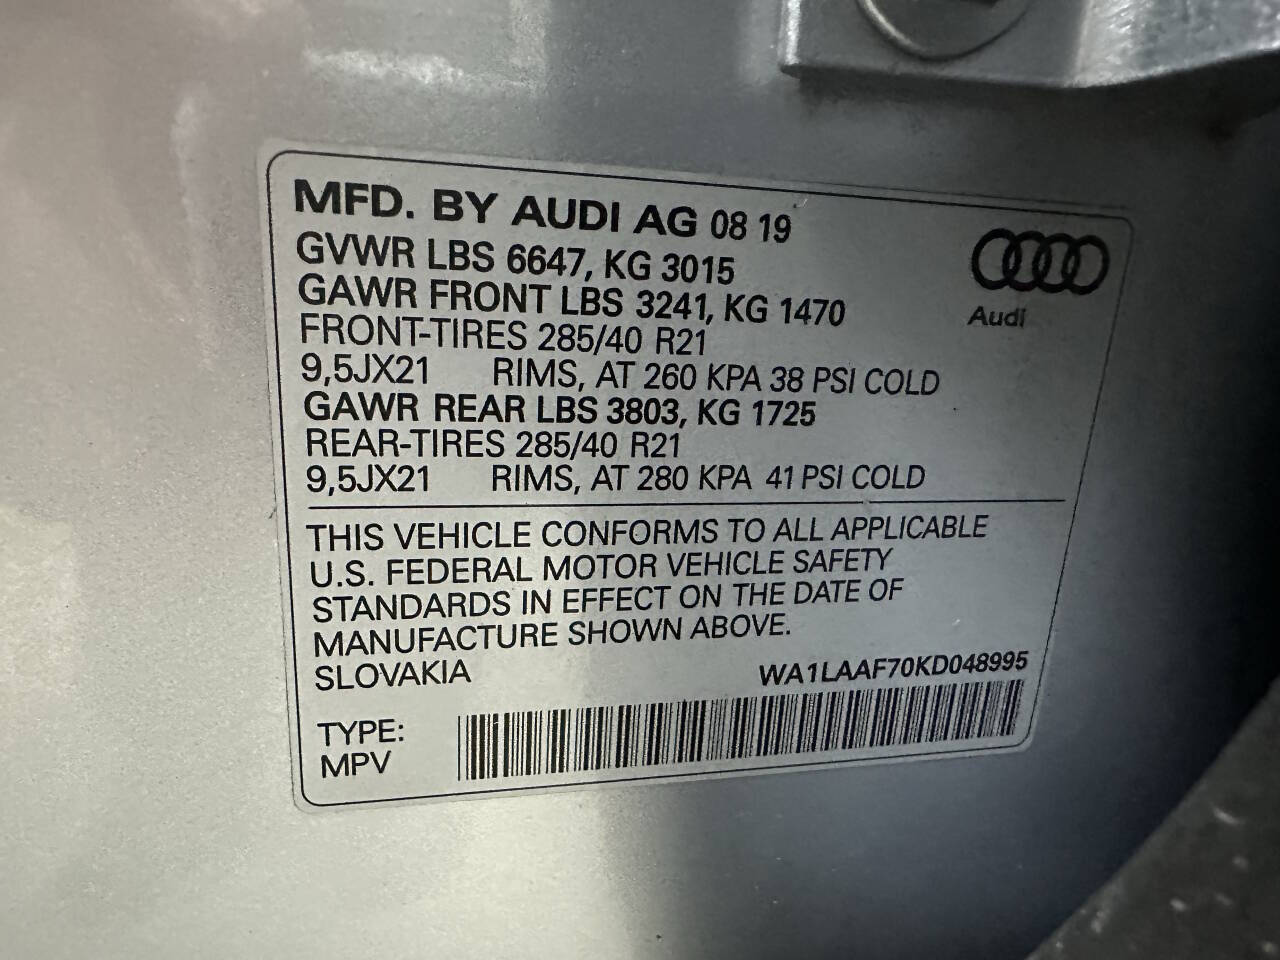 MFD. BY AUDI AG 08 19
GVWR LBS 6647, KG 3015
GAWR FRONT LBS 3241, KG 1470
FRONT-TIRES 285/40 R21
9,5JX21 RIMS, AT 260 KPA 38 PSI COLD
GAWR REAR LBS 3803, KG 1725
REAR-TIRES 285/40 R21
9,5JX21 RIMS, AT 280 KPA 41 PSI COLD
Audi
THIS VEHICLE CONFORMS TO ALL APPLICABLE
U.S. FEDERAL MOTOR VEHICLE SAFETY
STANDARDS IN EFFECT ON THE DATE OF
MANUFACTURE SHOWN ABOVE.
SLOVAKIA WA1LAAF70KD048995
TYPE:
MPV